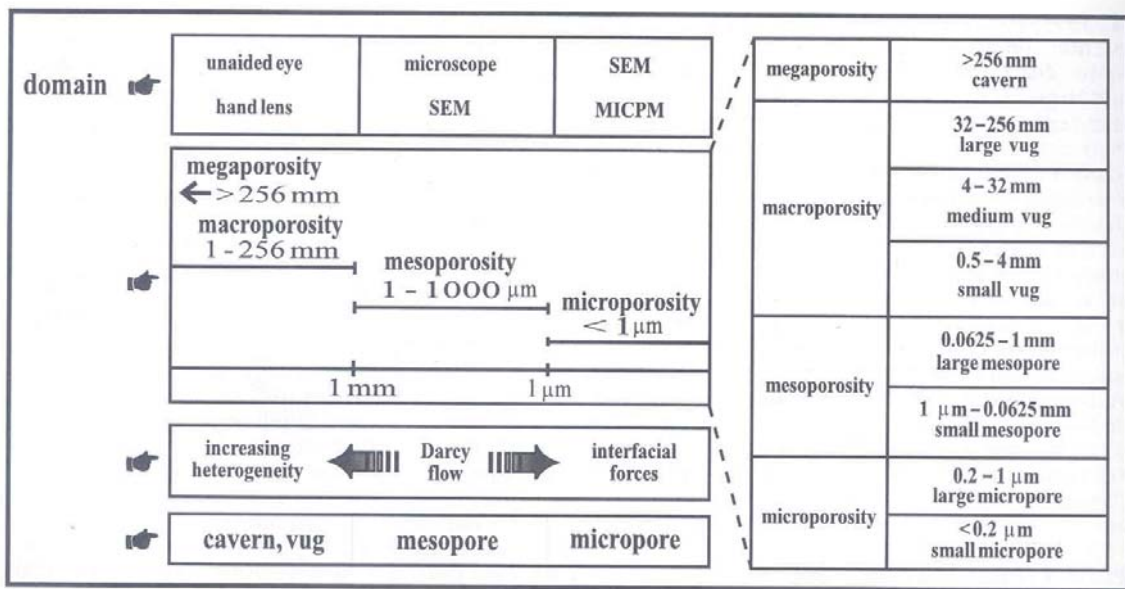 domain
unaided eye
hand lens
microscope
SEM
SEM
MICPM
megaporosity
>256 mm
macroporosity
1-256 mm
mesoporosity
1 - 1000 μm
microporosity
< 1 μm
1 mm
1 μm
increasing
heterogeneity
Darcy
flow
interfacial
forces
cavern, vug
mesopore
micropore
megaporosity
>256 mm
cavern
macroporosity
32-256 mm
large vug
4-32 mm
medium vug
0.5-4 mm
small vug
mesoporosity
0.0625-1 mm
large mesopore
1 μm-0.0625 mm
small mesopore
microporosity
0.2-1 μm
large micropore
<0.2 μm
small micropore